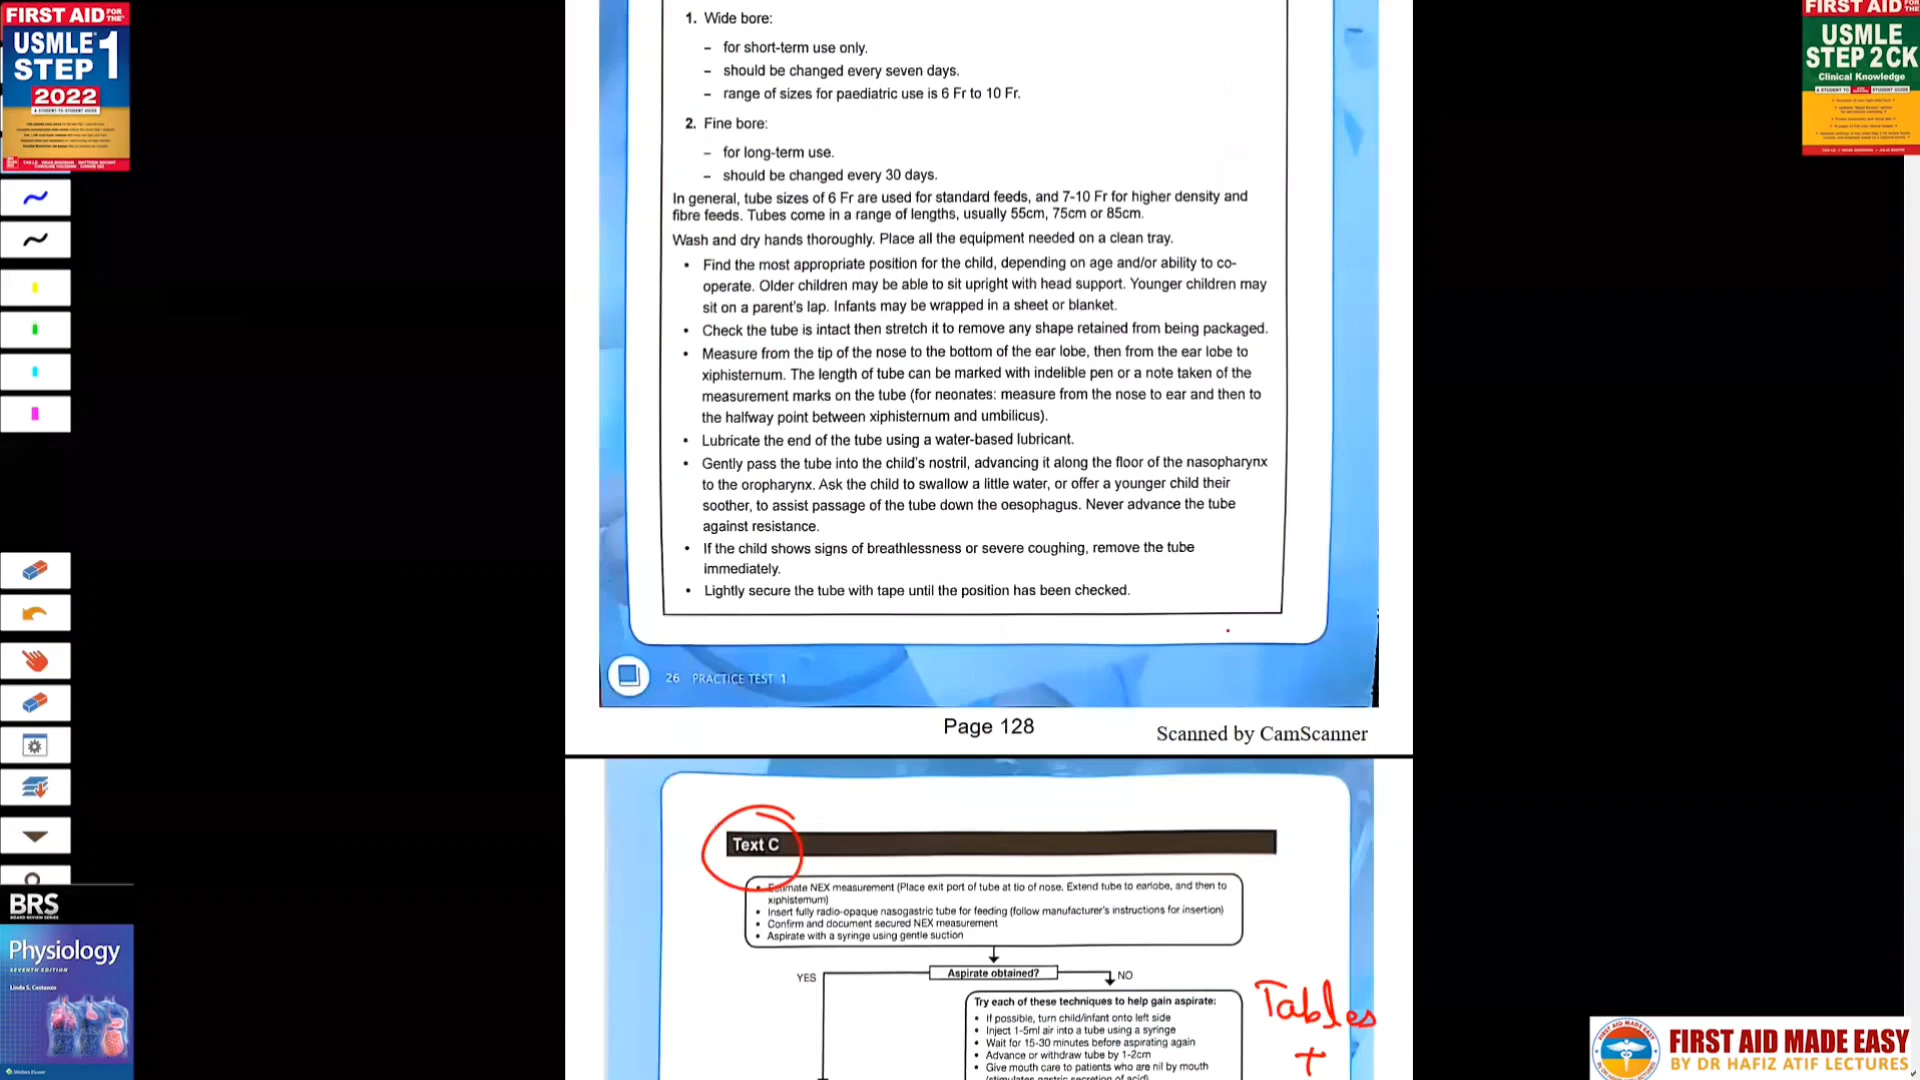 FIRST AID FOR THE
USMLE
STEP 1
2022
1. Wide bore:
– for short-term use only.
– should be changed every seven days.
– range of sizes for paediatric use is 6 Fr to 10 Fr.
2. Fine bore:
– for long-term use.
– should be changed every 30 days.
In general, tube sizes of 6 Fr are used for standard feeds, and 7-10 Fr for higher density and
fibre feeds. Tubes come in a range of lengths, usually 55cm, 75cm or 85cm.
Wash and dry hands thoroughly. Place all the equipment needed on a clean tray.
• Find the most appropriate position for the child, depending on age and/or ability to co-
operate. Older children may be able to sit upright with head support. Younger children may
sit on a parent's lap. Infants may be wrapped in a sheet or blanket.
• Check the tube is intact then stretch it to remove any shape retained from being packaged.
• Measure from the tip of the nose to the bottom of the ear lobe, then from the ear lobe to
xiphisternum. The length of tube can be marked with indelible pen or a note taken of the
measurement marks on the tube (for neonates: measure from the nose to ear and then to
the halfway point between xiphisternum and umbilicus).
• Lubricate the end of the tube using a water-based lubricant.
• Gently pass the tube into the child's nostril, advancing it along the floor of the nasopharynx
to the oropharynx. Ask the child to swallow a little water, or offer a younger child their
soother, to assist passage of the tube down the oesophagus. Never advance the tube
against resistance.
• If the child shows signs of breathlessness or severe coughing, remove the tube
immediately.
• Lightly secure the tube with tape until the position has been checked.
26 PRACTICE TEST 1
Page 128
Scanned by CamScanner
Text C
• Estimate NEX measurement (Place exit port of tube at tio of nose. Extend tube to earlobe, and then to
xiphistemum)
• Insert fully radio-opaque nasogastric tube for feeding (follow manufacturer's instructions for insertion)
• Confirm and document secured NEX measurement
• Aspirate with a syringe using gentle suction
YES
Aspirate obtained?
NO
Try each of these techniques to help gain aspirate:
• If possible, turn child/infant onto left side
• Inject 1-5ml air into a tube using a syringe
• Wait for 15-30 minutes before aspirating again
• Advance or withdraw tube by 1-2cm
• Give mouth care to patients who are nil by mouth
(stimulates gastric secretion of acid)
Tables
+
FIRST AID FOR THE
USMLE
STEP 2 CK
Clinical Knowledge
BRS
BOARD REVIEW SERIES
Physiology
SEVENTH EDITION
Linda S. Costanzo
Wolters Kluwer
FIRST AID MADE EASY
BY DR HAFIZ ATIF LECTURES